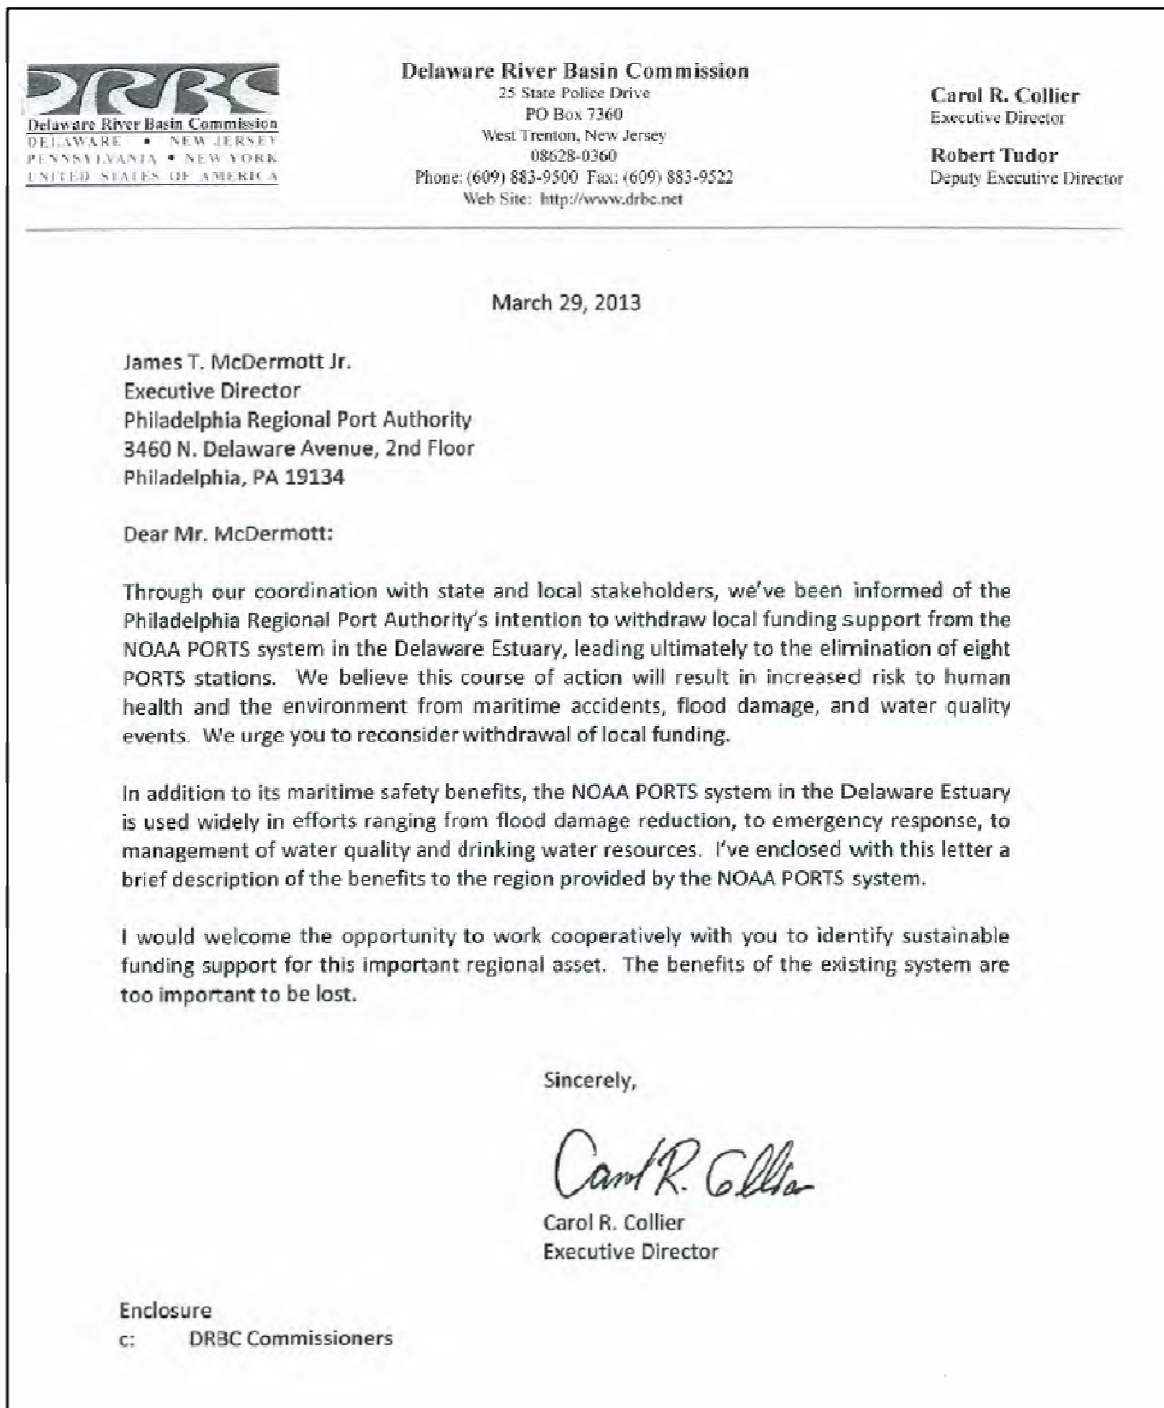 DRBC
Delaware River Basin Commission
DELAWARE • NEW JERSEY
PENNSYLVANIA • NEW YORK
UNITED STATES OF AMERICA
Delaware River Basin Commission
25 State Police Drive
PO Box 7360
West Trenton, New Jersey
08628-0360
Phone: (609) 883-9500 Fax: (609) 883-9522
Web Site: http://www.drbc.net
Carol R. Collier
Executive Director
Robert Tudor
Deputy Executive Director
March 29, 2013
James T. McDermott Jr.
Executive Director
Philadelphia Regional Port Authority
3460 N. Delaware Avenue, 2nd Floor
Philadelphia, PA 19134
Dear Mr. McDermott:
Through our coordination with state and local stakeholders, we've been informed of the
Philadelphia Regional Port Authority's intention to withdraw local funding support from the
NOAA PORTS system in the Delaware Estuary, leading ultimately to the elimination of eight
PORTS stations. We believe this course of action will result in increased risk to human
health and the environment from maritime accidents, flood damage, and water quality
events. We urge you to reconsider withdrawal of local funding.
In addition to its maritime safety benefits, the NOAA PORTS system in the Delaware Estuary
is used widely in efforts ranging from flood damage reduction, to emergency response, to
management of water quality and drinking water resources. I've enclosed with this letter a
brief description of the benefits to the region provided by the NOAA PORTS system.
I would welcome the opportunity to work cooperatively with you to identify sustainable
funding support for this important regional asset. The benefits of the existing system are
too important to be lost.
Sincerely,
Carol R. Collier
Carol R. Collier
Executive Director
Enclosure
c: DRBC Commissioners